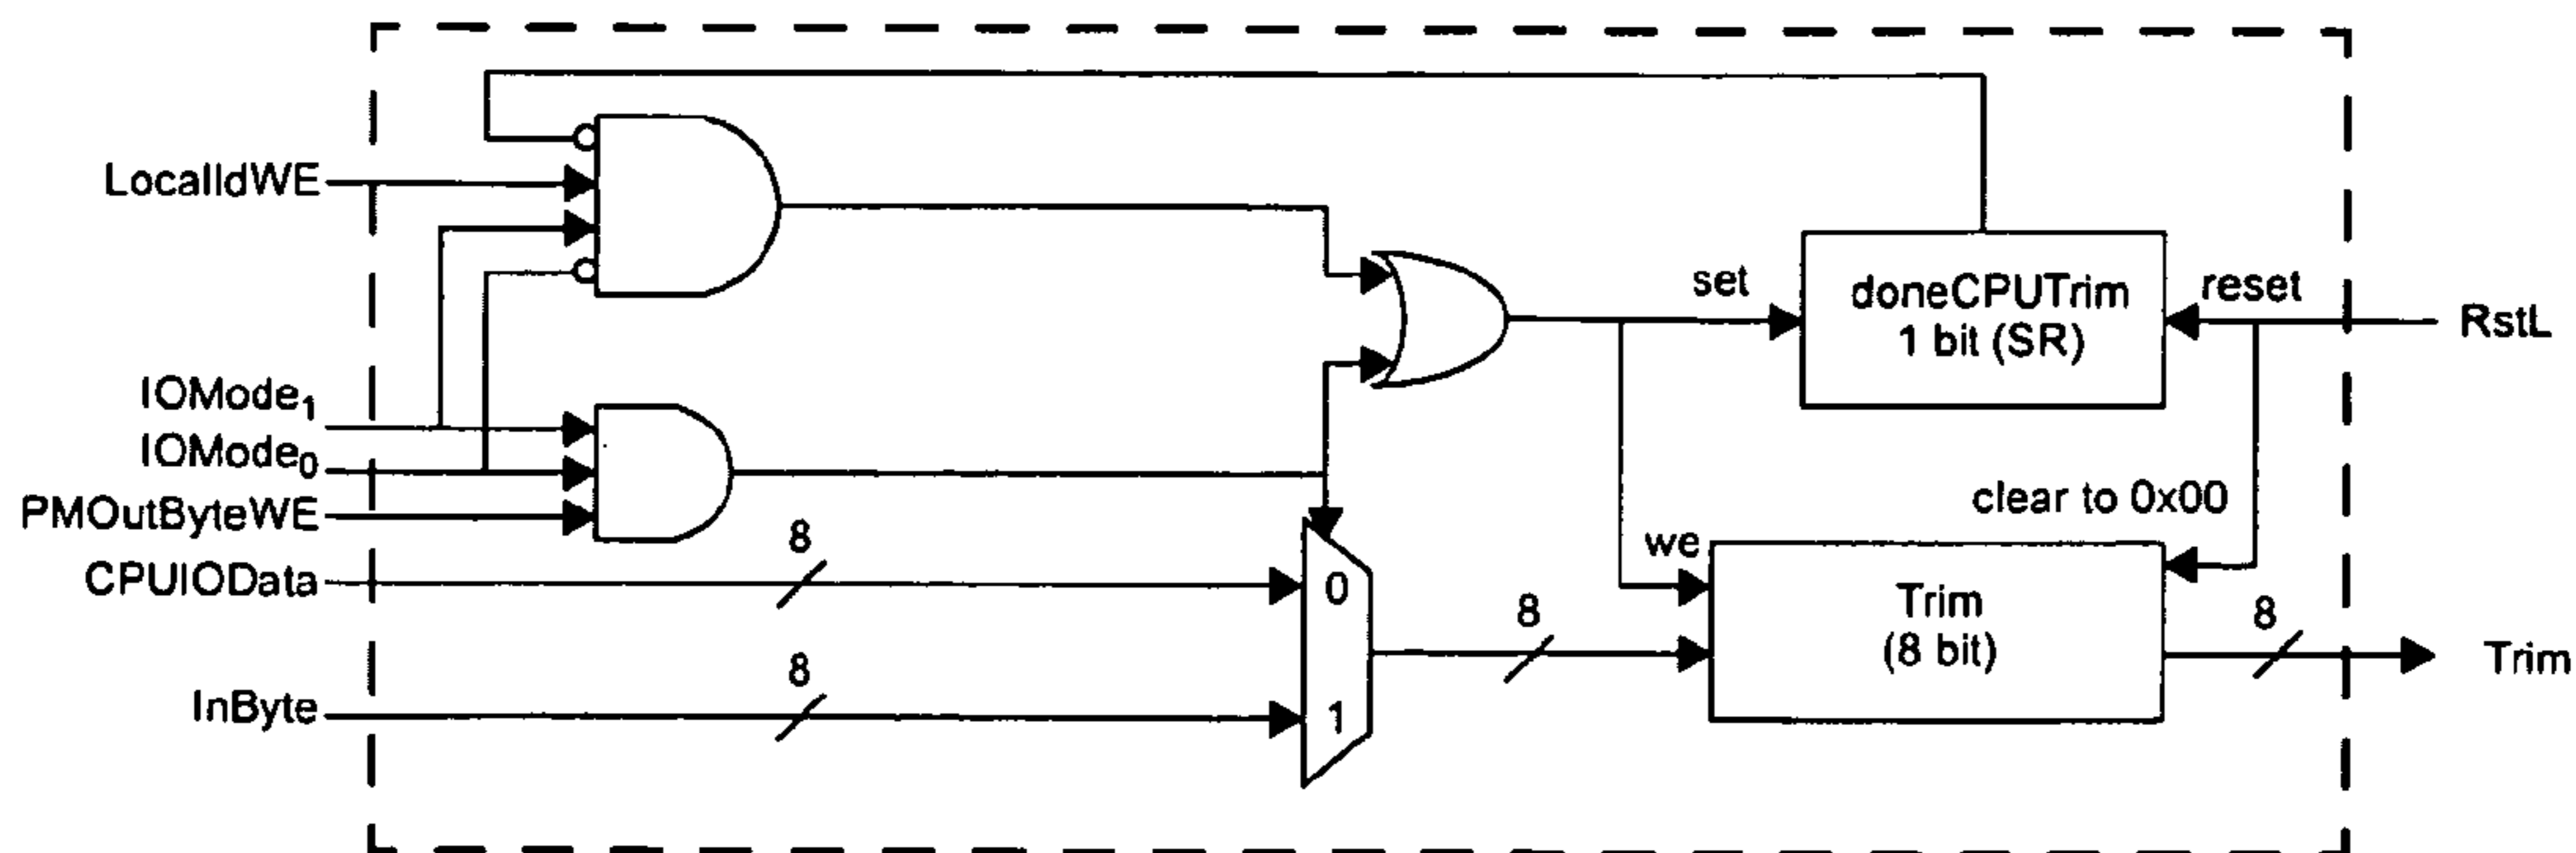 LocalIdWE
IOMode1
IOMode0
PMOutByteWE
CPUIOData
InByte
8
8
0
1
8
set
doneCPUTrim
1 bit (SR)
reset
RstL
clear to 0x00
we
Trim
(8 bit)
8
Trim